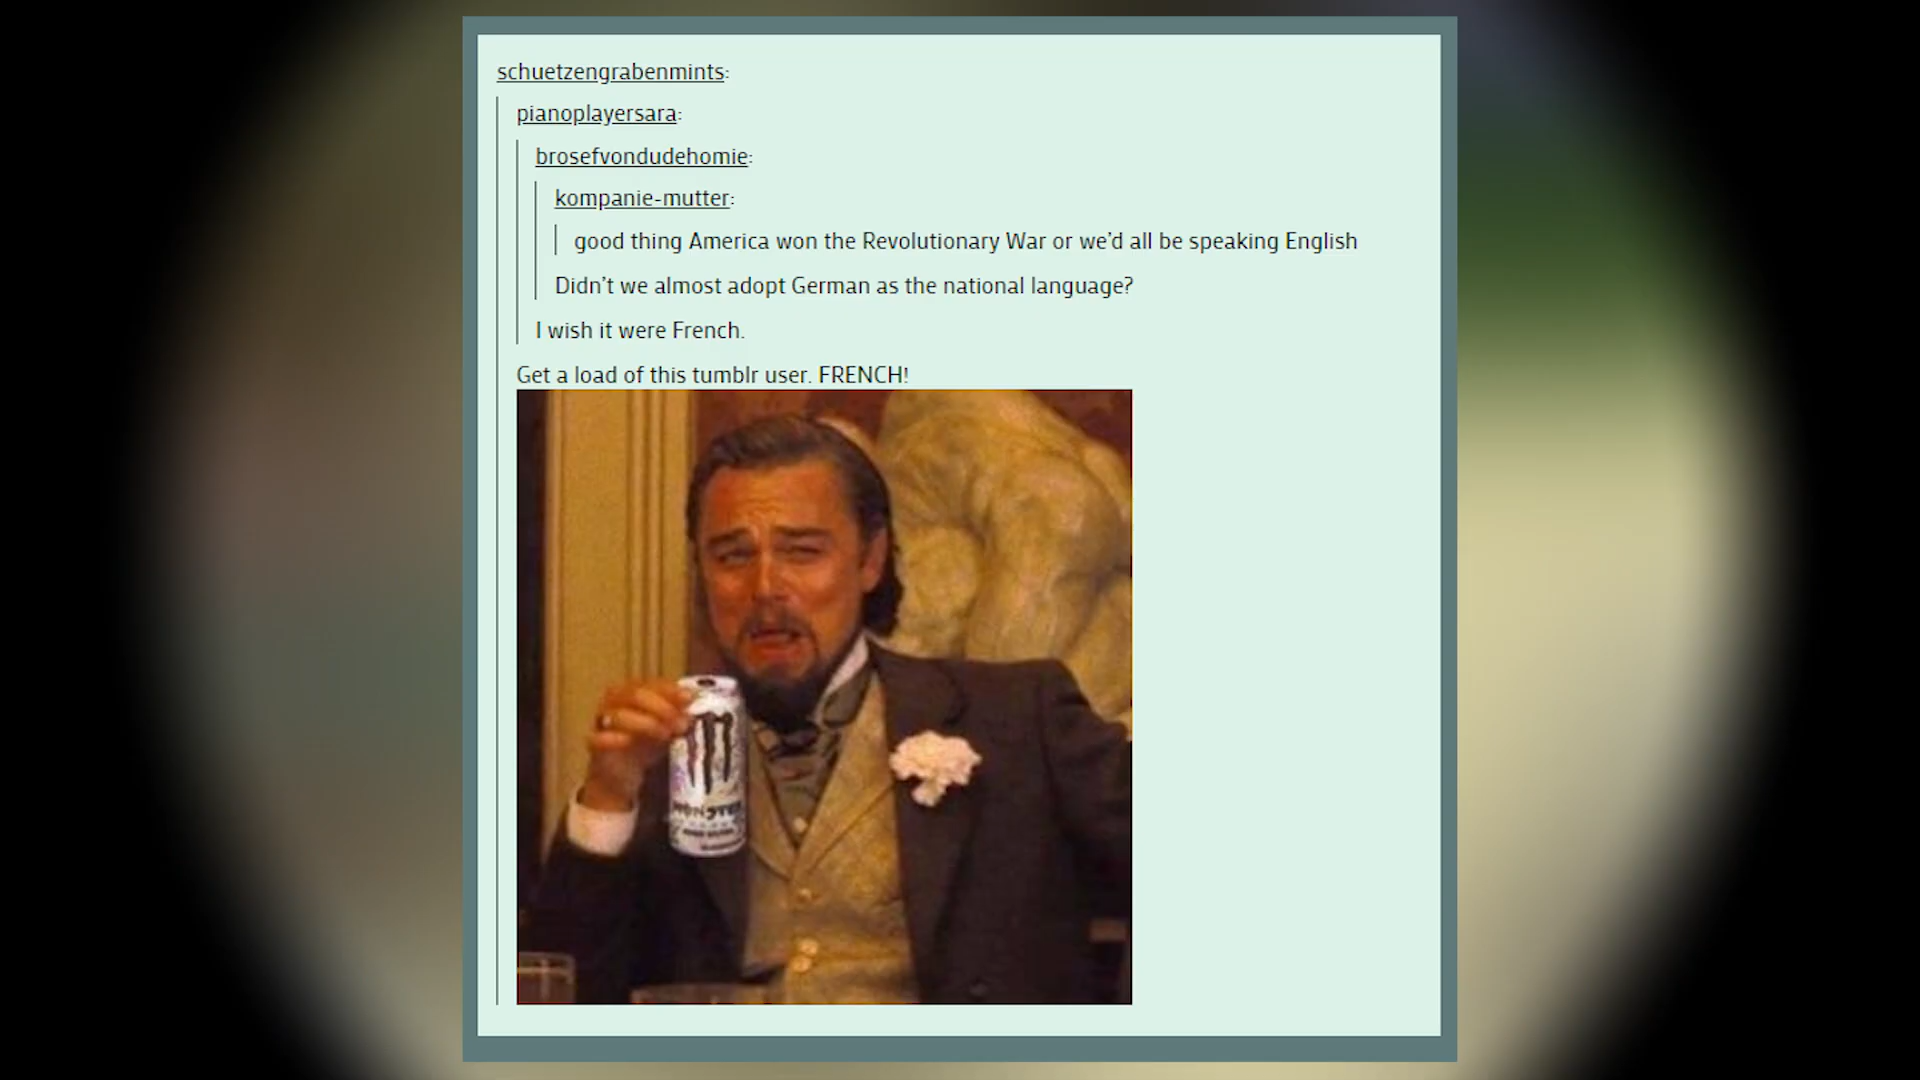 schuetzengrabenmints:
pianoplayersara:
brosefvondudehomie:
kompanie-mutter:
good thing America won the Revolutionary War or we’d all be speaking English
Didn’t we almost adopt German as the national language?
I wish it were French.
Get a load of this tumblr user. FRENCH!
MONSTER